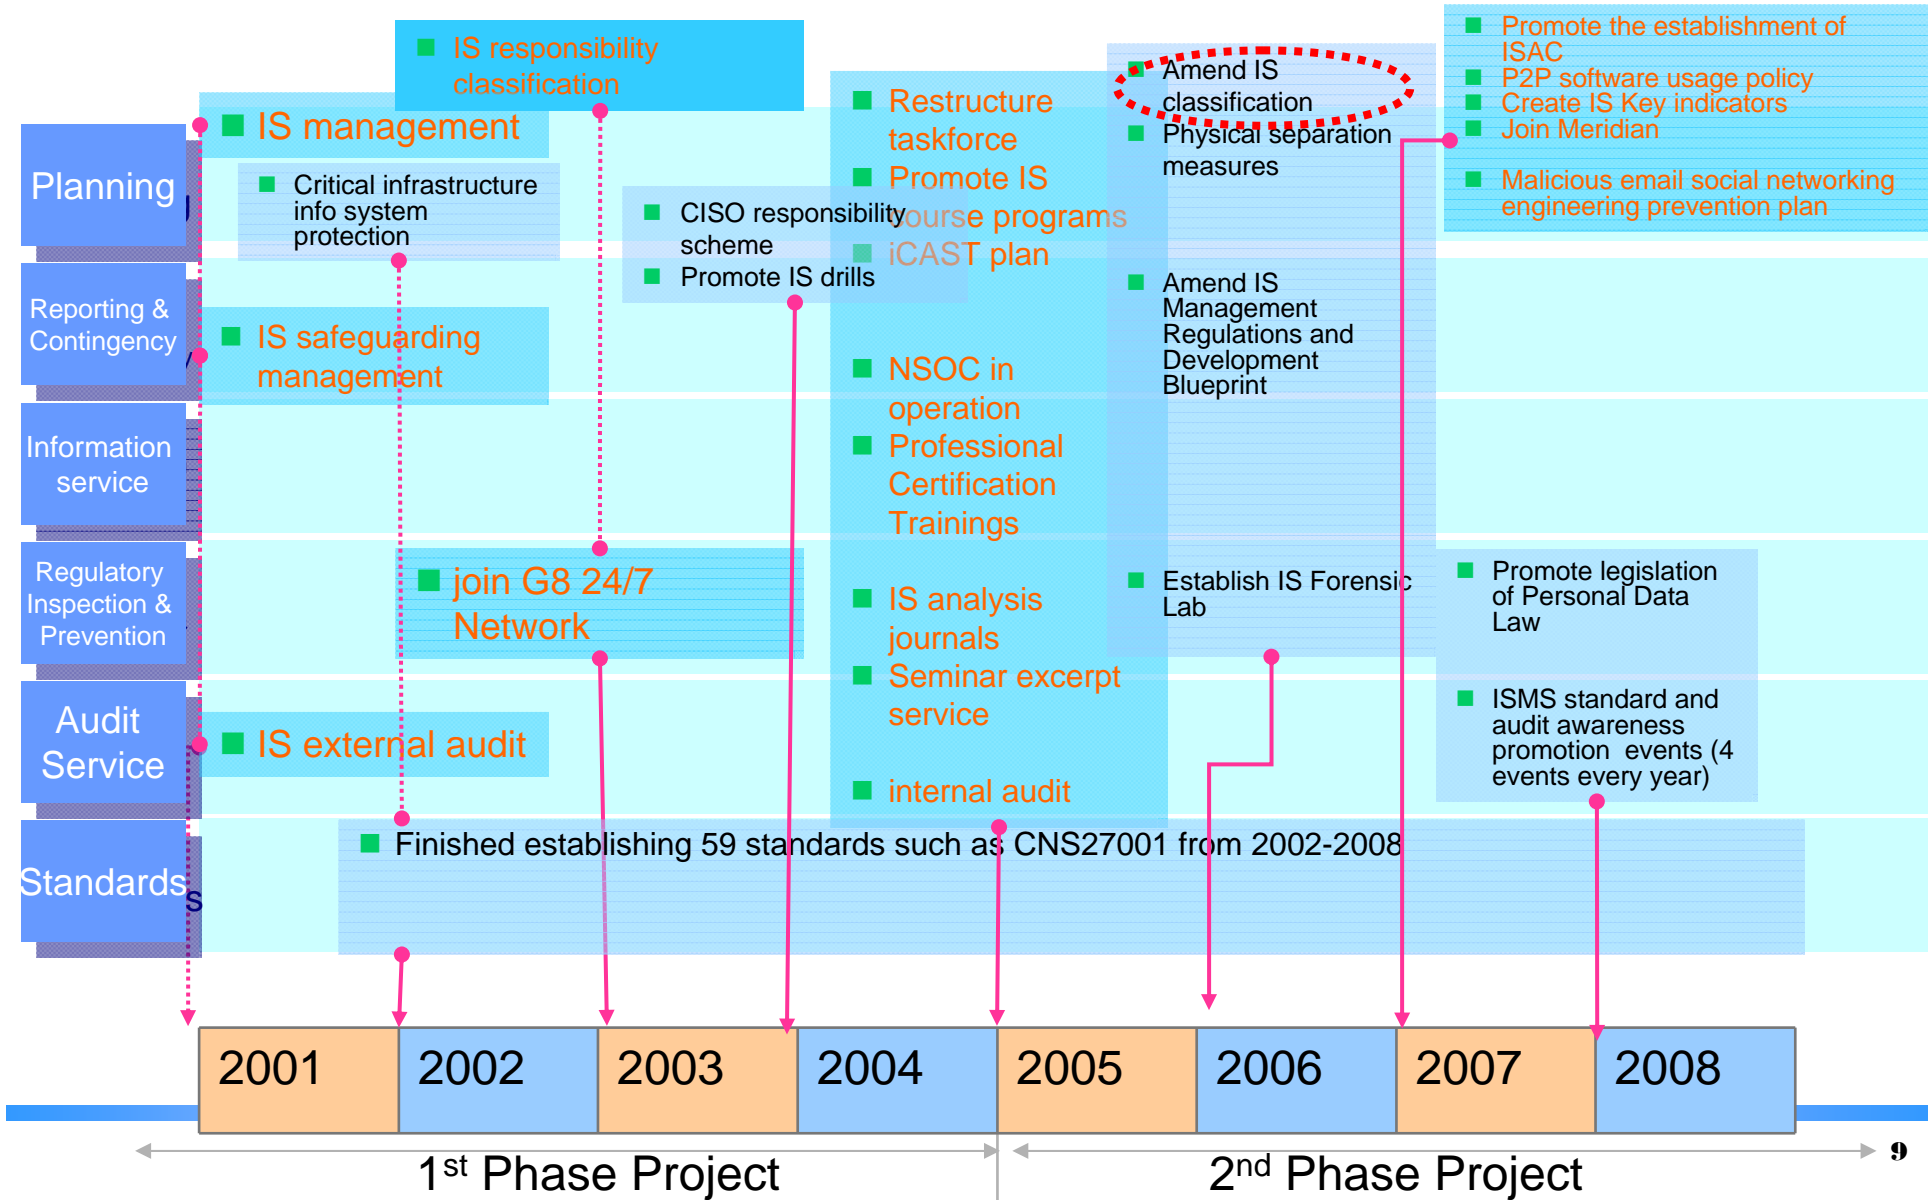 IS responsibility
classification
IS management
Critical infrastructure
info system
protection
CISO responsibility
scheme
Promote IS drills
Restructure
taskforce
Promote IS
course programs
iCAST plan
Amend IS
classification
Physical separation
measures
Promote the establishment of
ISAC
P2P software usage policy
Create IS Key indicators
Join Meridian
Malicious email social networking
engineering prevention plan
Planning
Reporting &
Contingency
IS safeguarding
management
Amend IS
Management
Regulations and
Development
Blueprint
NSOC in
operation
Professional
Certification
Trainings
Information
service
Regulatory
Inspection &
Prevention
join G8 24/7
Network
IS analysis
journals
Seminar excerpt
service
Establish IS Forensic
Lab
Promote legislation
of Personal Data
Law
Audit
Service
IS external audit
internal audit
ISMS standard and
audit awareness
promotion events (4
events every year)
Standards
Finished establishing 59 standards such as CNS27001 from 2002-2008
2001 2002 2003 2004 2005 2006 2007 2008
1st Phase Project
2nd Phase Project
9